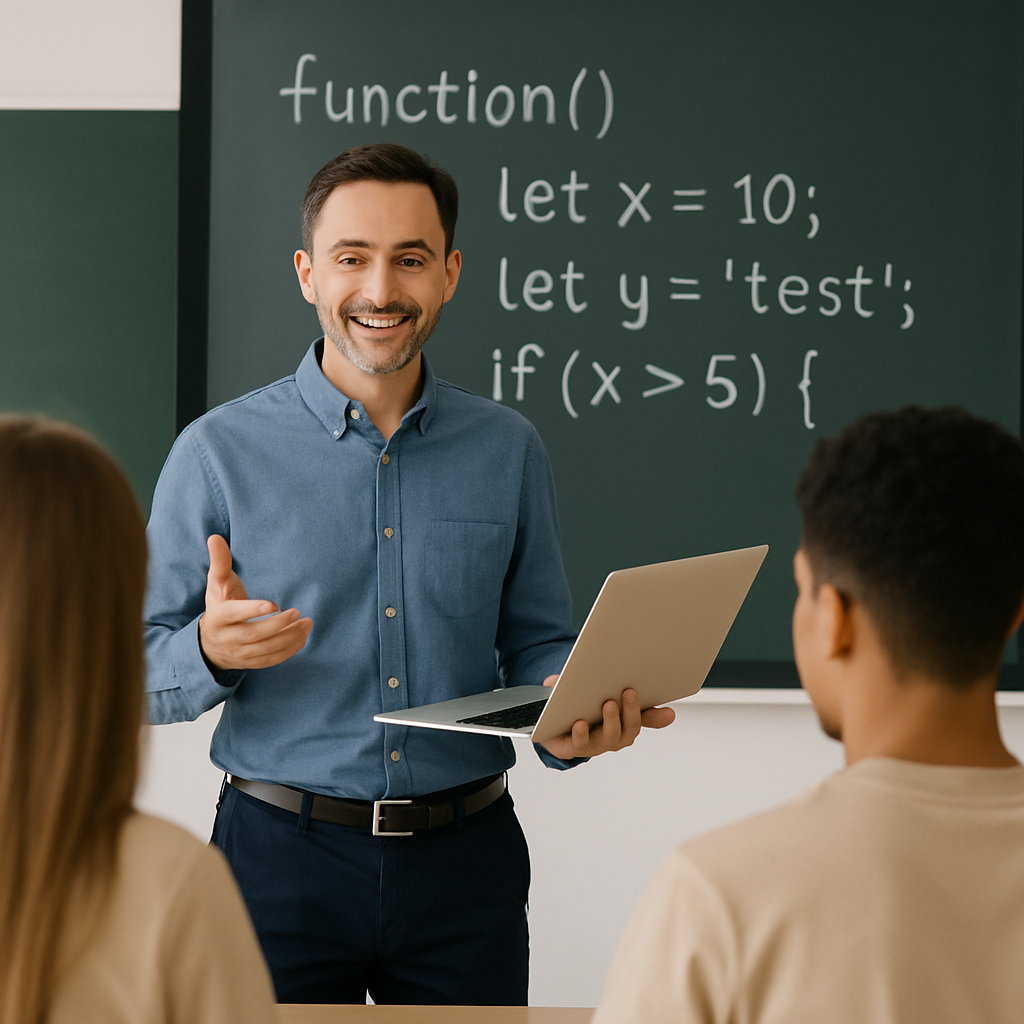 function()
let x = 10;
let y = 'test';
if (x > 5) {